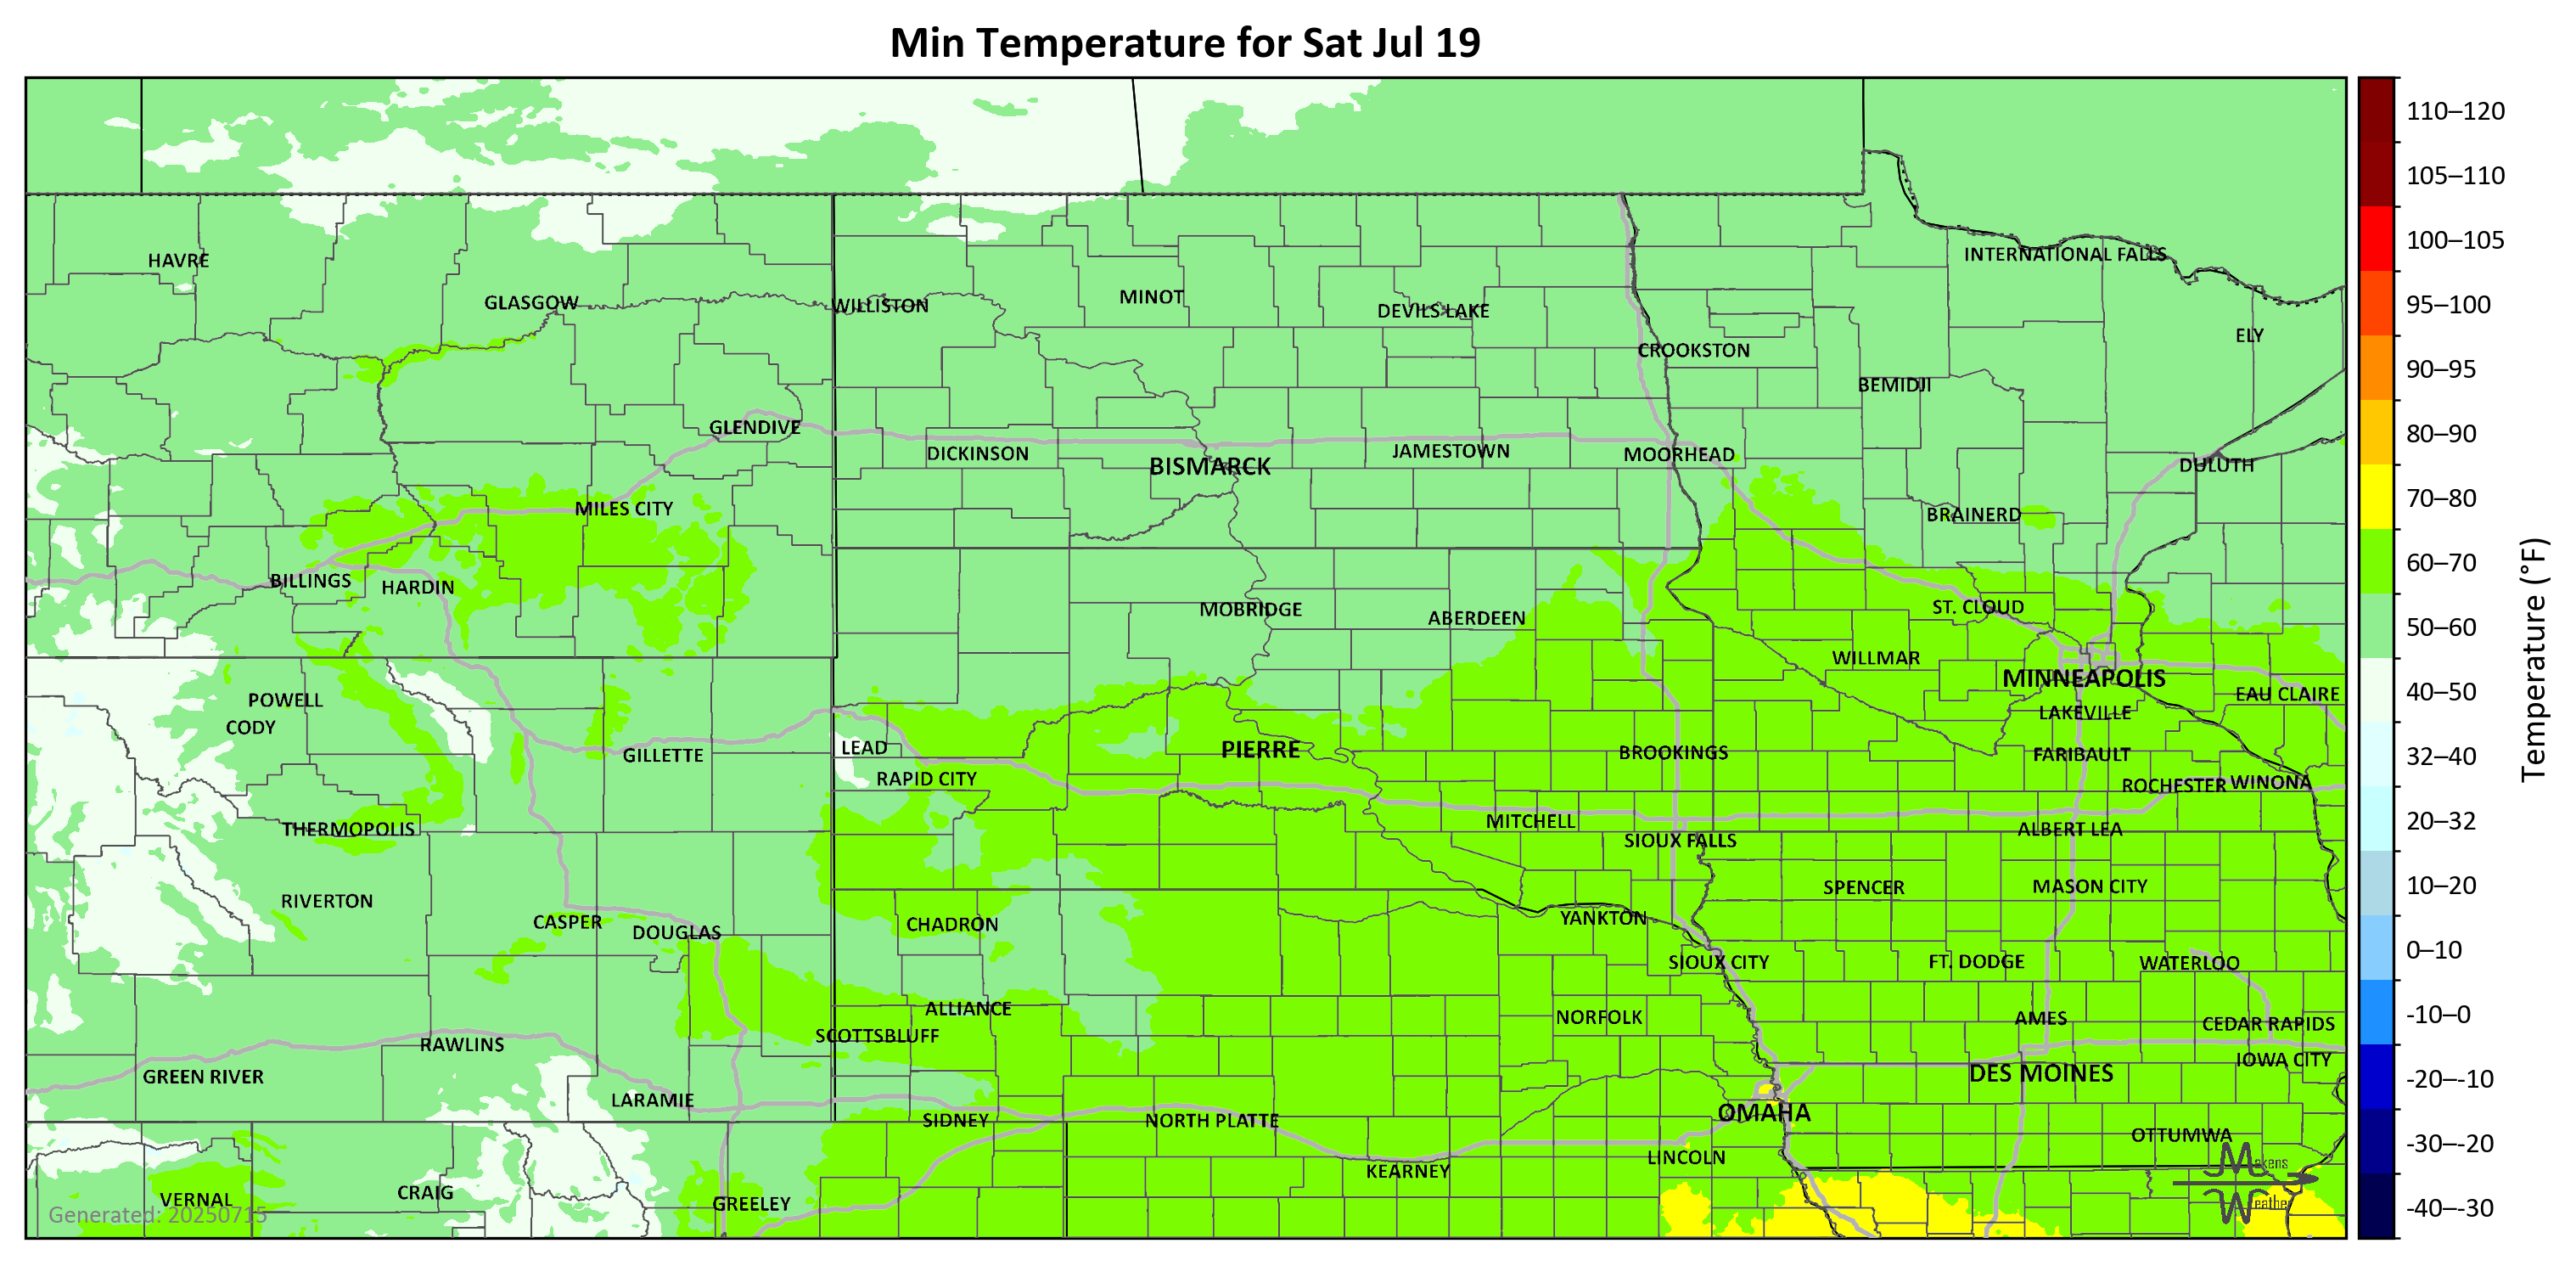 Min Temperature for Sat Jul 19
110–120
105–110
100–105
95–100
90–95
80–90
70–80
60–70
50–60
40–50
32–40
20–32
10–20
0–10
-10–0
-20–-10
-30–-20
-40–-30
Temperature (°F)
HAVRE
INTERNATIONAL FALLS
GLASGOW
WILLISTON
MINOT
DEVILS LAKE
ELY
CROOKSTON
BEMIDJI
GLENDIVE
DICKINSON
BISMARCK
JAMESTOWN
MOORHEAD
DULUTH
MILES CITY
BRAINERD
BILLINGS
HARDIN
MOBRIDGE
ABERDEEN
ST. CLOUD
WILLMAR
MINNEAPOLIS
POWELL
EAU CLAIRE
CODY
LAKEVILLE
GILLETTE
LEAD
PIERRE
BROOKINGS
FARIBAULT
RAPID CITY
ROCHESTER
WINONA
THERMOPOLIS
MITCHELL
SIOUX FALLS
ALBERT LEA
RIVERTON
SPENCER
MASON CITY
CASPER
DOUGLAS
CHADRON
YANKTON
SIOUX CITY
FT. DODGE
WATERLOO
ALLIANCE
NORFOLK
AMES
CEDAR RAPIDS
SCOTTSBLUFF
RAWLINS
IOWA CITY
GREEN RIVER
DES MOINES
LARAMIE
OMAHA
SIDNEY
NORTH PLATTE
OTTUMWA
LINCOLN
KEARNEY
CRAIG
VERNAL
GREELEY
Makens
Weather
Generated: 20250715